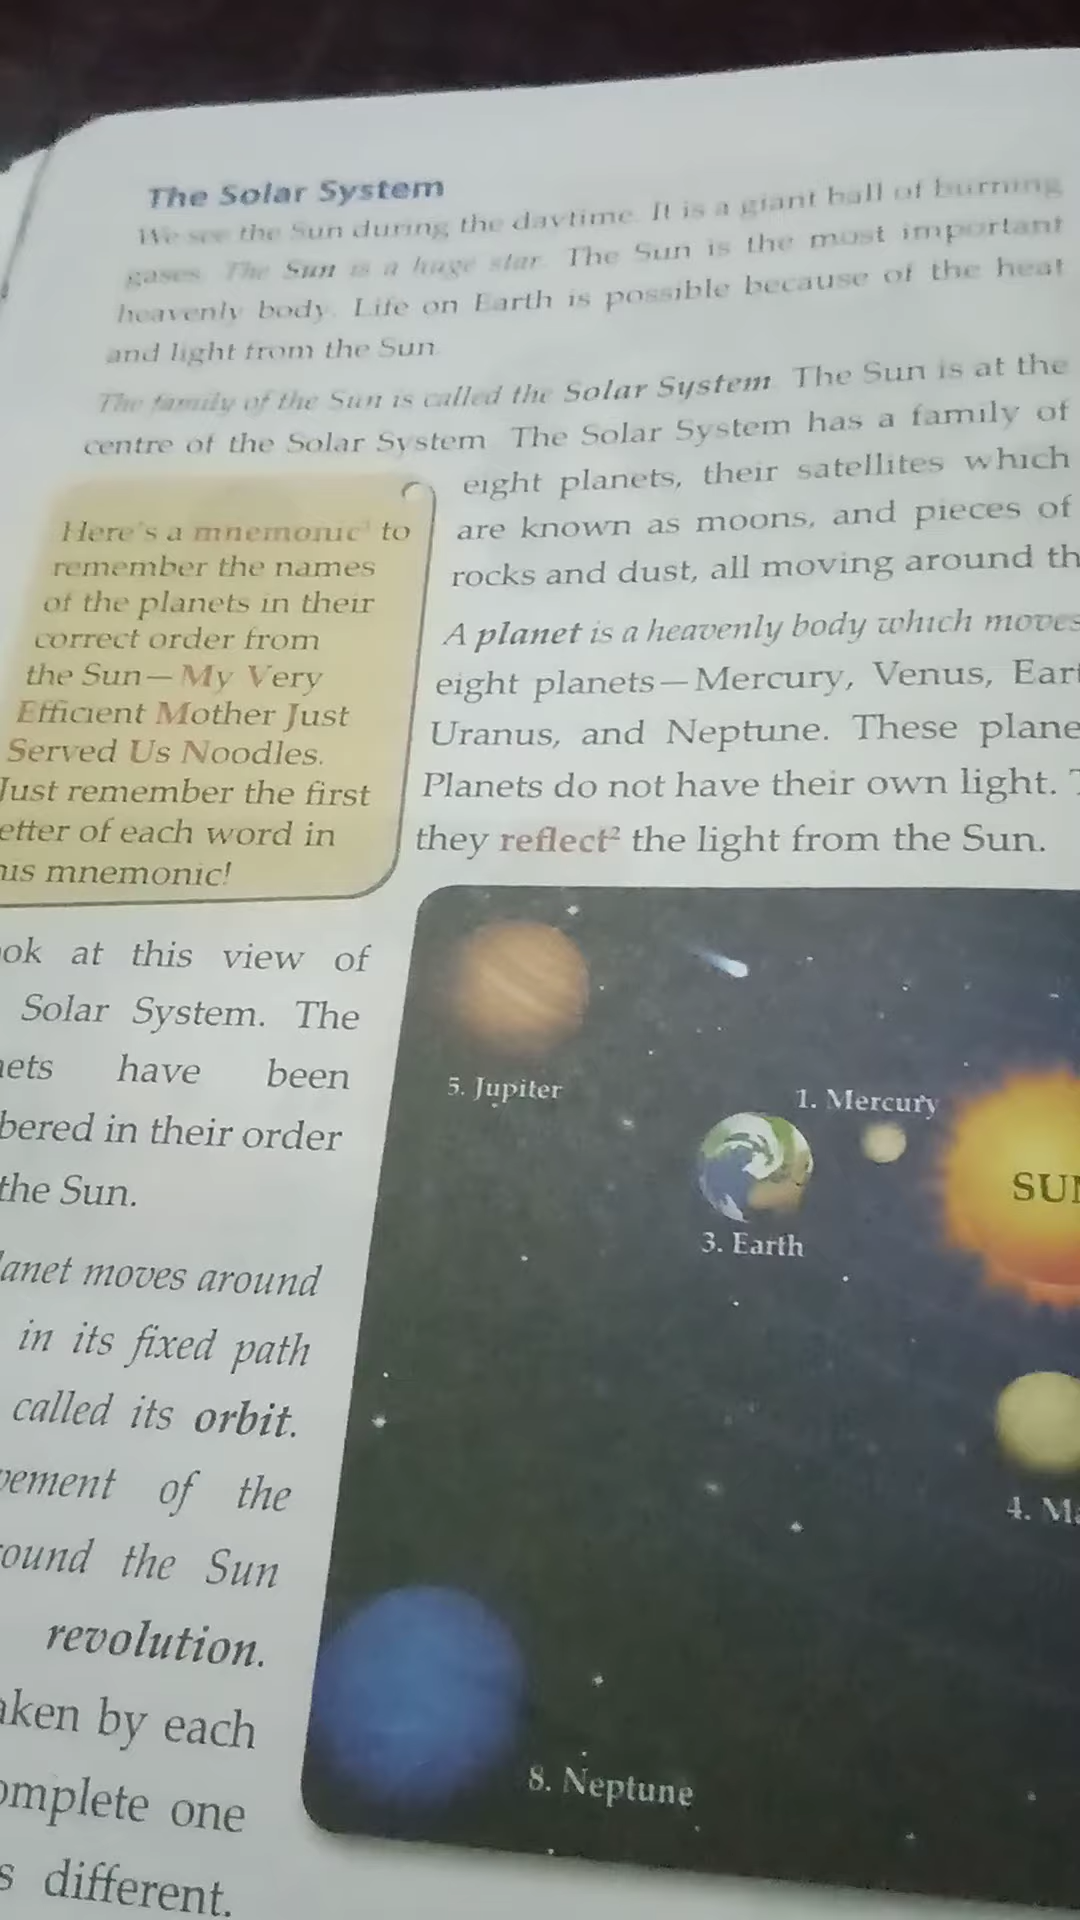 The Solar System
We see the Sun during the daytime. It is a giant ball of burning
gases. The Sun is a huge star. The Sun is the most important
heavenly body. Life on Earth is possible because of the heat
and light from the Sun.
The family of the Sun is called the Solar System. The Sun is at the
centre of the Solar System. The Solar System has a family of
eight planets, their satellites which
are known as moons, and pieces of
rocks and dust, all moving around th
A planet is a heavenly body which moves
eight planets—Mercury, Venus, Eart
Uranus, and Neptune. These plane
Planets do not have their own light. T
they reflect² the light from the Sun.
Here's a mnemonic¹ to
remember the names
of the planets in their
correct order from
the Sun—My Very
Efficient Mother Just
Served Us Noodles.
Just remember the first
etter of each word in
his mnemonic!
ook at this view of
Solar System. The
nets have been
bered in their order
the Sun.
lanet moves around
in its fixed path
called its orbit.
vement of the
round the Sun
revolution.
aken by each
omplete one
s different.
5. Jupiter
1. Mercury
SUN
3. Earth
4. Ma
8. Neptune